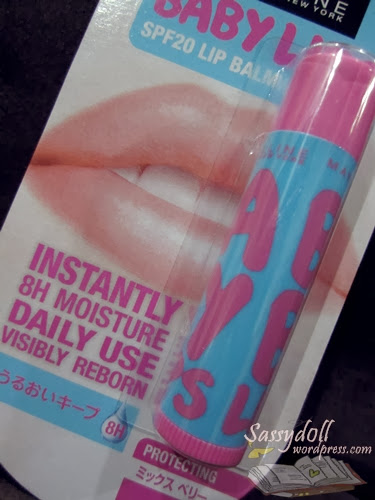 NEW YORK
BABY L
SPF20 LIP BALM
INSTANTLY
8H MOISTURE
DAILY USE
VISIBLY REBORN
うるおいキープ
8H
PROTECTING
ミックス ベリー
Sassydoll
wordpress.com